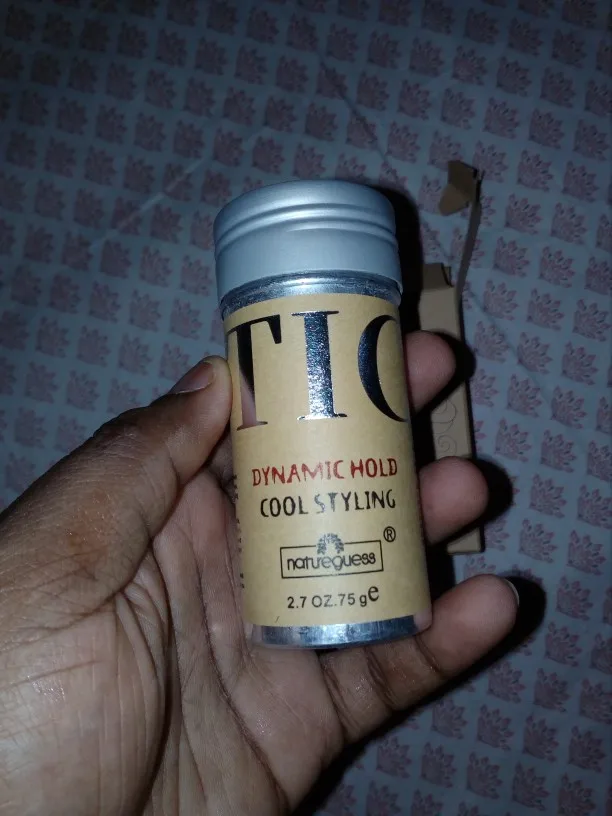 TIC
DYNAMIC HOLD
COOL STYLING
natureguess®
2.7 OZ.75 ge